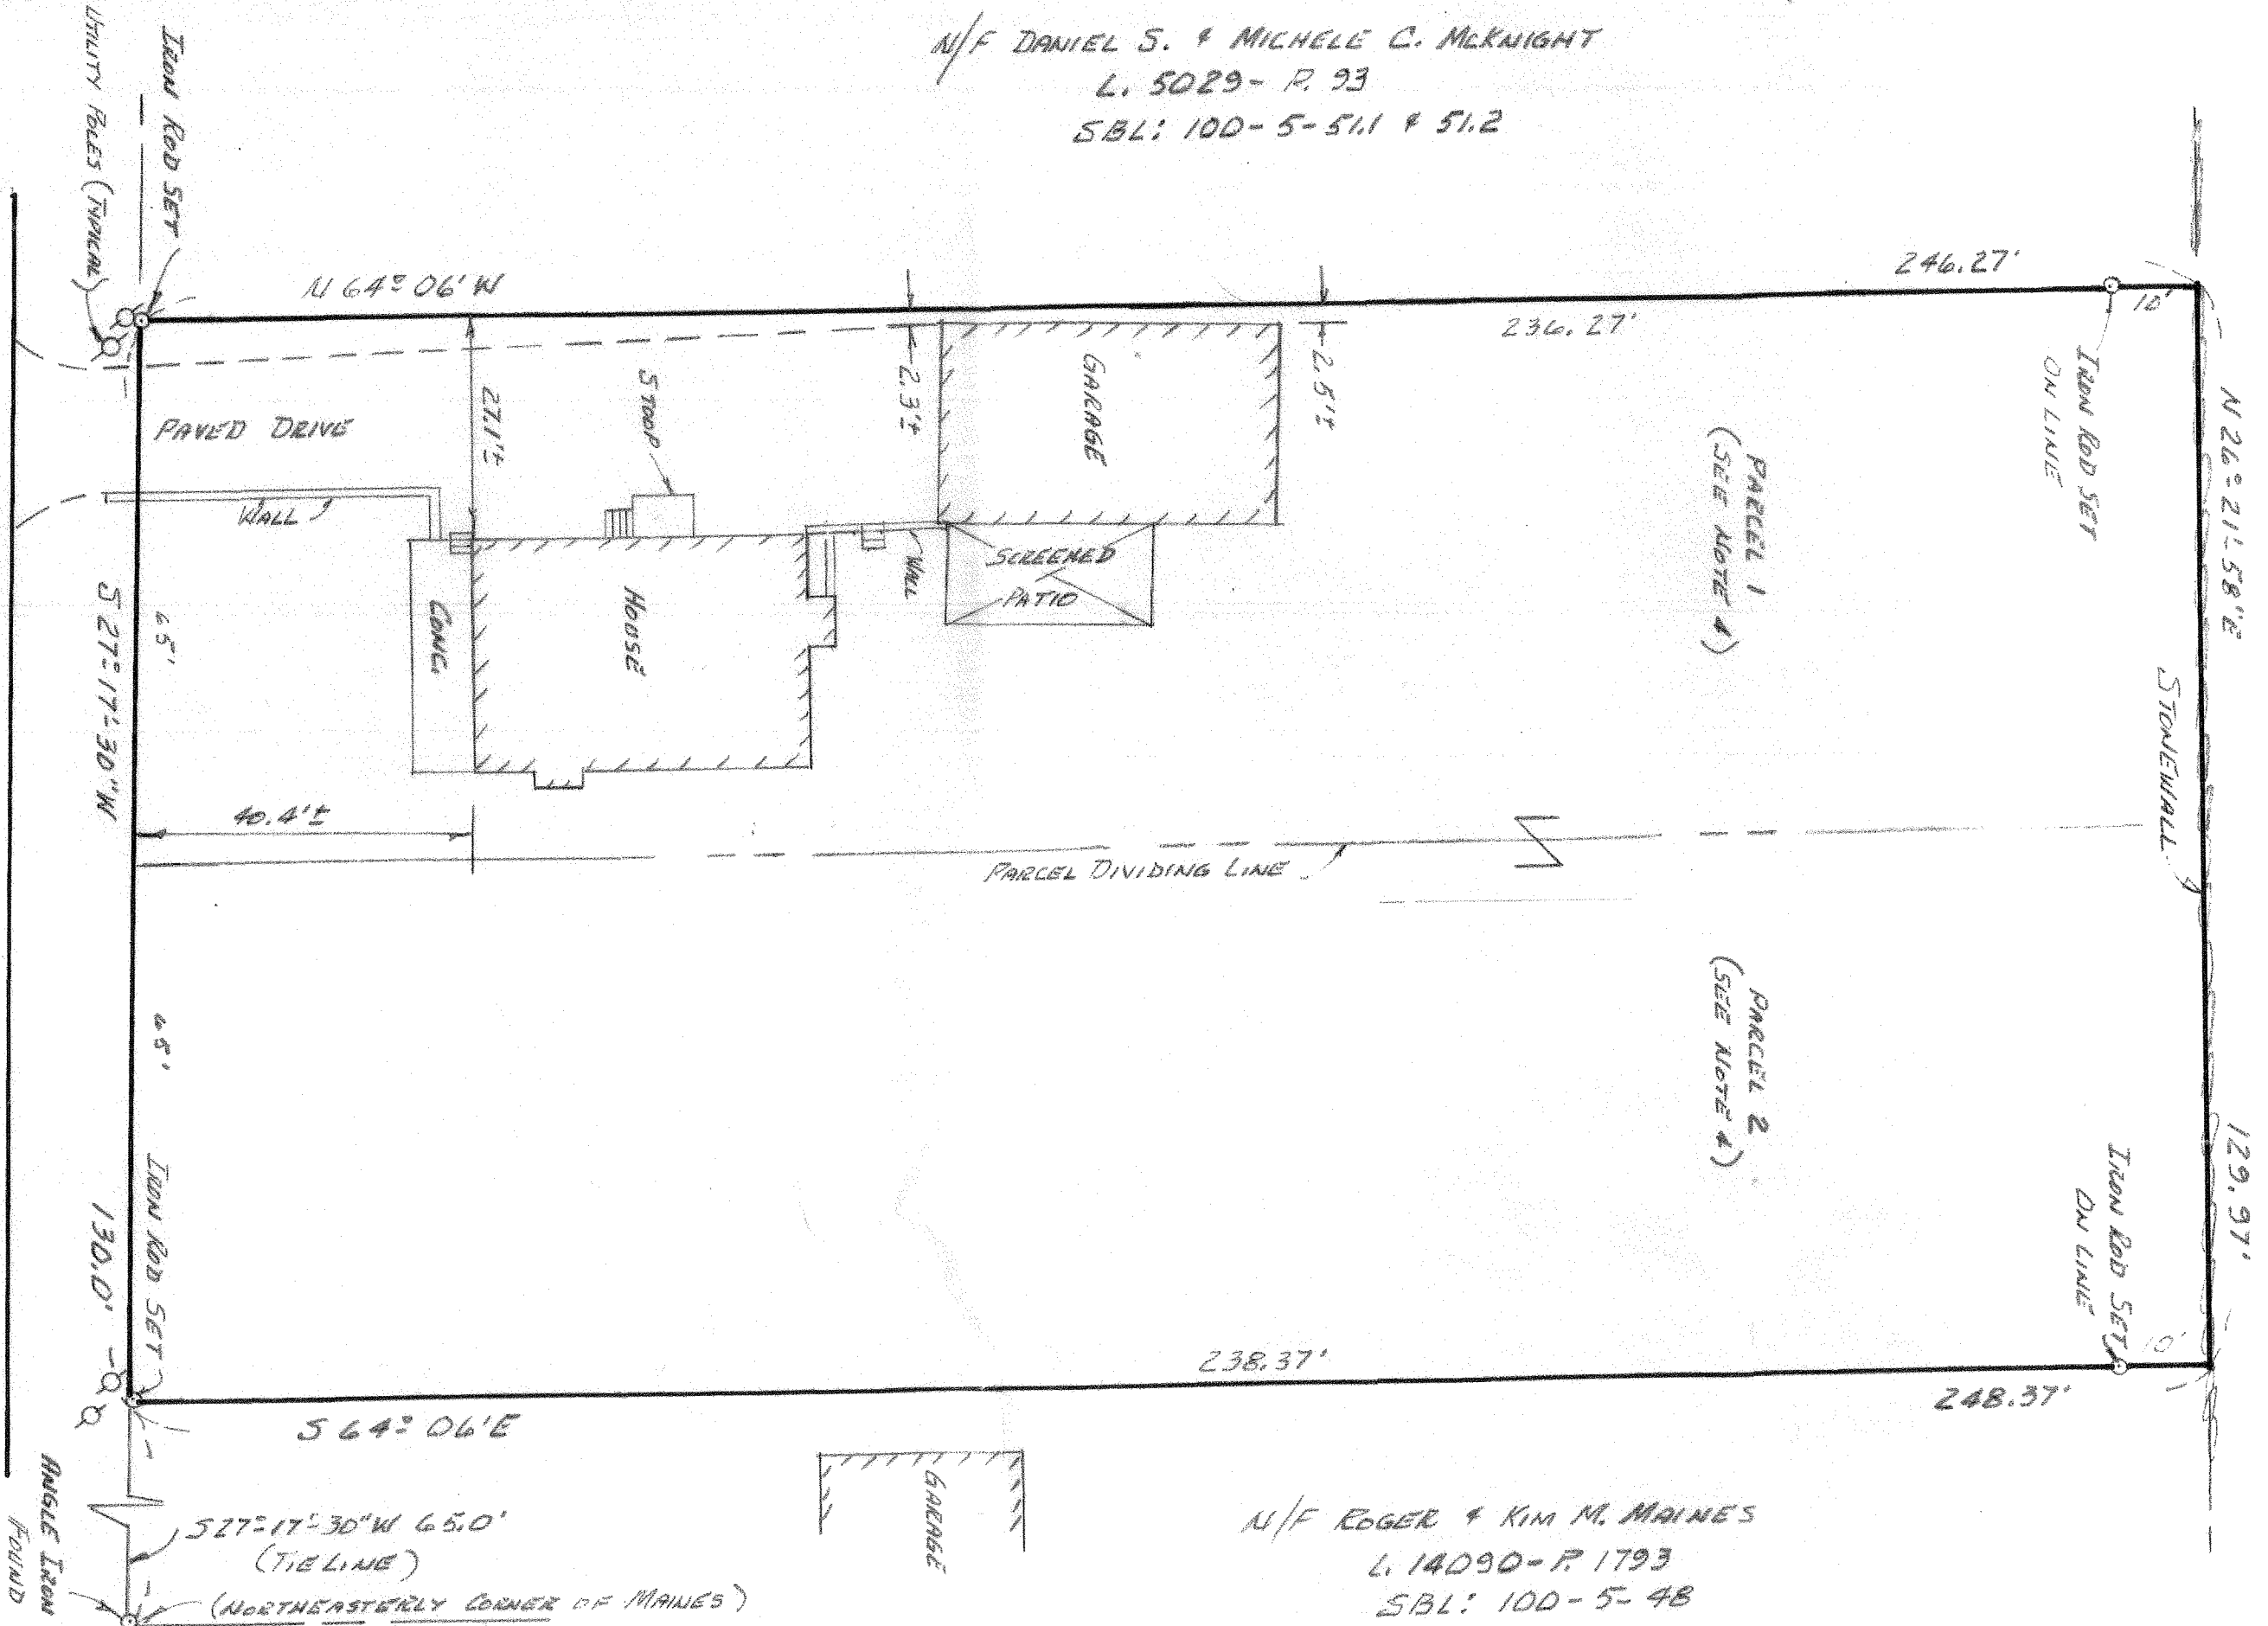 N/F DANIEL S. & MICHELE C. McKNIGHT
L. 5029 - P. 93
SBL: 100 - 5 - 51.1 & 51.2
UTILITY POLES (TYPICAL)
IRON ROD SET
N 64° 06' W
246.27'
236.27'
10'
IRON ROD SET
ON LINE
N 26° - 21' - 58" E
PAVED DRIVE
27.1'±
STOOP
2.3'±
GARAGE
2.5'±
WALL
WALL
SCREENED
PATIO
PARCEL 1
(SEE NOTE 4)
CONC.
HOUSE
65'
S 27° - 17' - 30" W
STONEWALL
40.4'±
PARCEL DIVIDING LINE
PARCEL 2
(SEE NOTE 4)
65'
130.0'
IRON ROD SET
IRON ROD SET
ON LINE
129.97'
10'
238.37'
248.37'
S 64° 06' E
GARAGE
ANGLE IRON
FOUND
S 27° - 17' - 30" W 65.0'
(TIE LINE)
(NORTHEASTERLY CORNER OF MAINES)
N/F ROGER & KIM M. MAINES
L. 14090 - P. 1793
SBL: 100 - 5 - 48